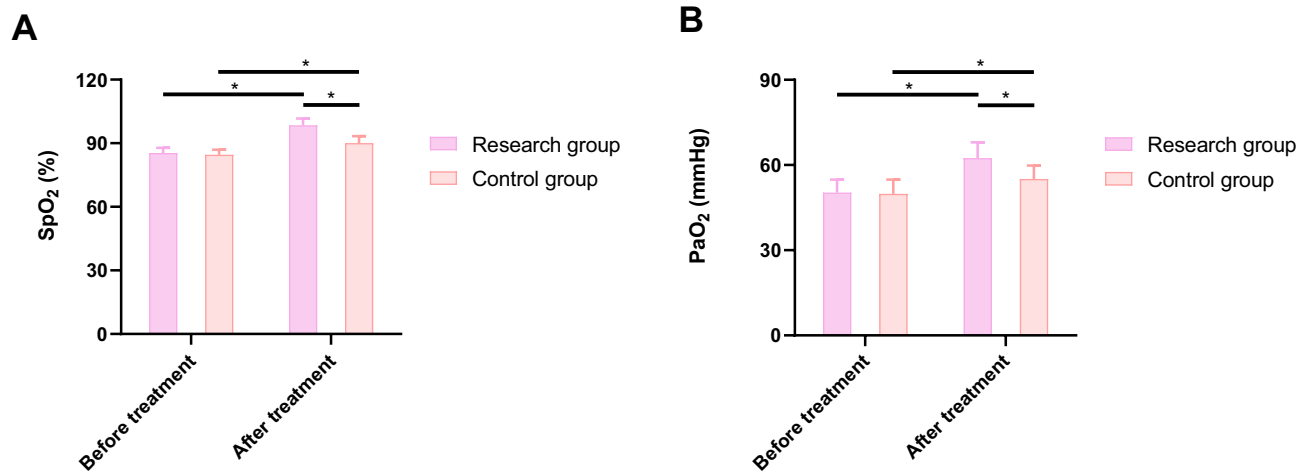 A
SpO₂ (%)
120
90
60
30
0
*
*
*
Before treatment
After treatment
Research group
Control group
B
PaO₂ (mmHg)
90
60
30
0
*
*
*
Before treatment
After treatment
Research group
Control group